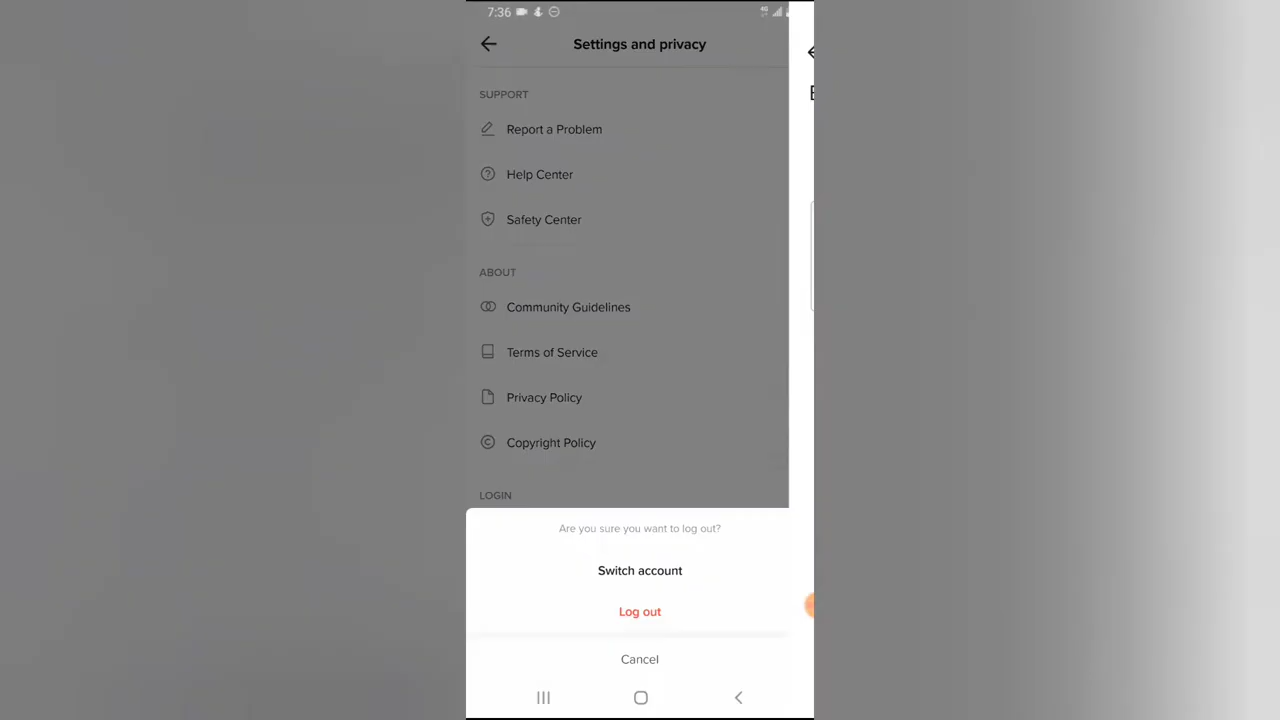 7:36
4G
Settings and privacy
SUPPORT
Report a Problem
Help Center
Safety Center
ABOUT
Community Guidelines
Terms of Service
Privacy Policy
Copyright Policy
LOGIN
Are you sure you want to log out?
Switch account
Log out
Cancel